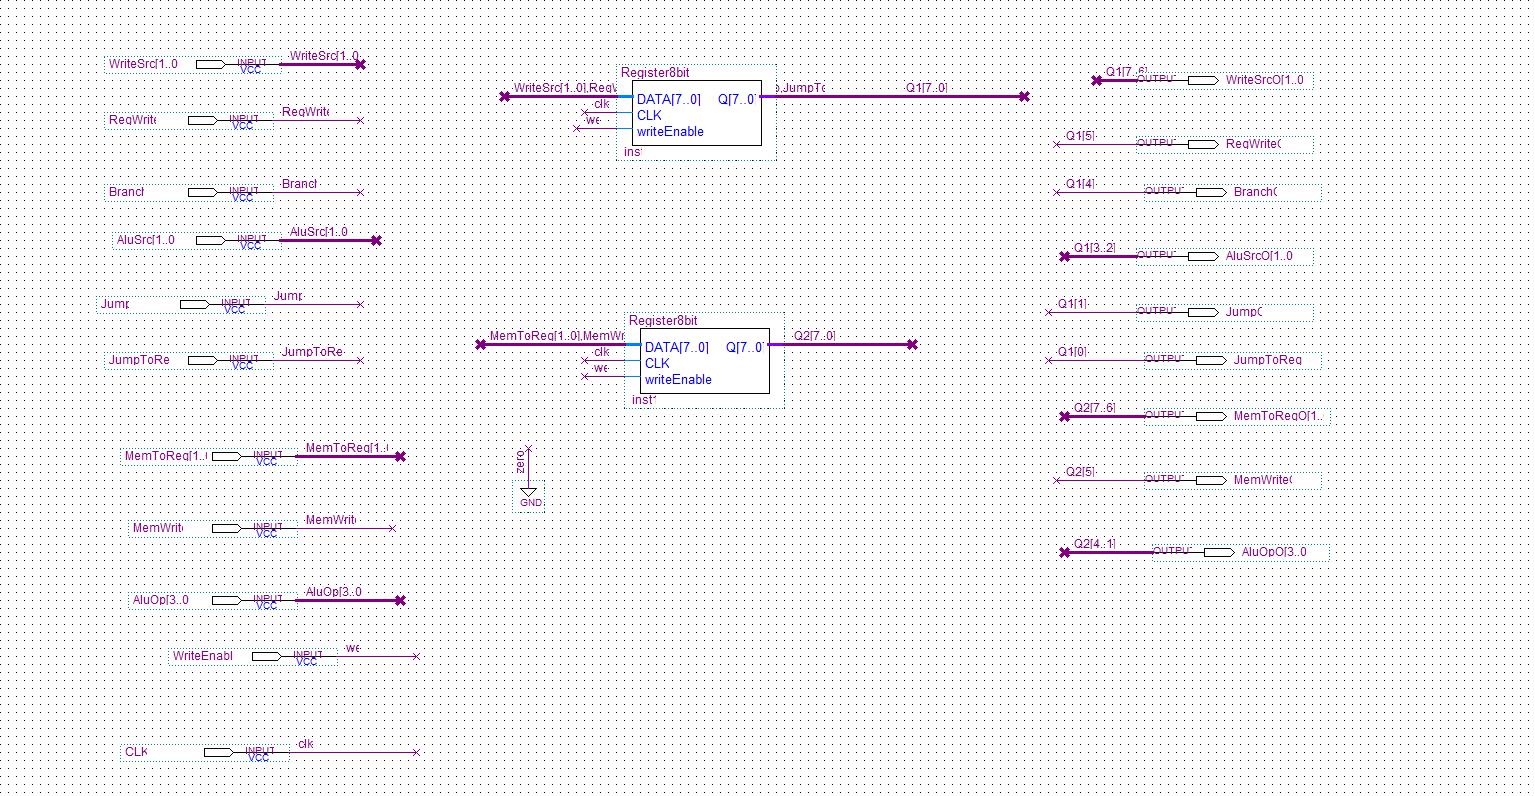 WriteSrc[1..0
INPUT
VCC
WriteSrc[1..0
RegWrite
INPUT
VCC
RegWrite
Branch
INPUT
VCC
Branch
AluSrc[1..0
INPUT
VCC
AluSrc[1..0
Jump
INPUT
VCC
Jump
JumpToRe
INPUT
VCC
JumpToRe
MemToReg[1..(
INPUT
VCC
MemToReg[1..(
MemWrite
INPUT
VCC
MemWrite
AluOp[3..0
INPUT
VCC
AluOp[3..0
WriteEnabl
INPUT
VCC
we
CLK
INPUT
VCC
clk
Register8bit
WriteSrc[1..0],RegW
DATA[7..0] Q[7..0]
,JumpTo
Q1[7..0]
clk
CLK
we
writeEnable
inst
Register8bit
MemToReg[1..0],MemWr
DATA[7..0] Q[7..0]
Q2[7..0]
clk
CLK
we
writeEnable
inst1
zero
GND
Q1[7..6]
OUTPUT
WriteSrcO[1..0
Q1[5]
OUTPUT
RegWriteO
Q1[4]
OUTPUT
BranchO
Q1[3..2]
OUTPUT
AluSrcO[1..0
Q1[1]
OUTPUT
JumpO
Q1[0]
OUTPUT
JumpToReg
Q2[7..6]
OUTPUT
MemToRegO[1..
Q2[5]
OUTPUT
MemWriteO
Q2[4..1]
OUTPUT
AluOpO[3..0